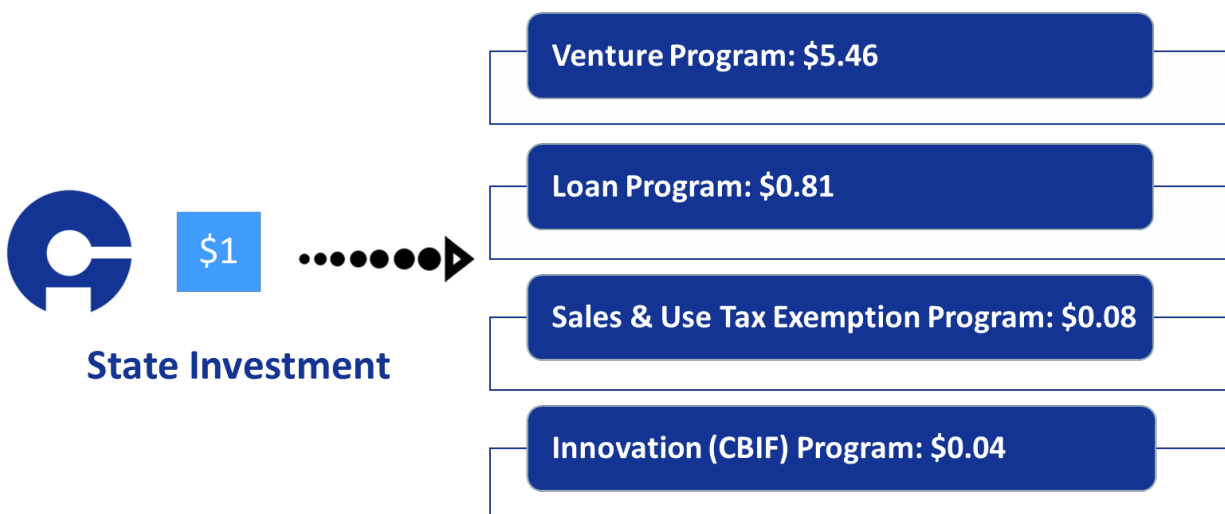 Venture Program: $5.46
Loan Program: $0.81
$1
Sales & Use Tax Exemption Program: $0.08
State Investment
Innovation (CBIF) Program: $0.04